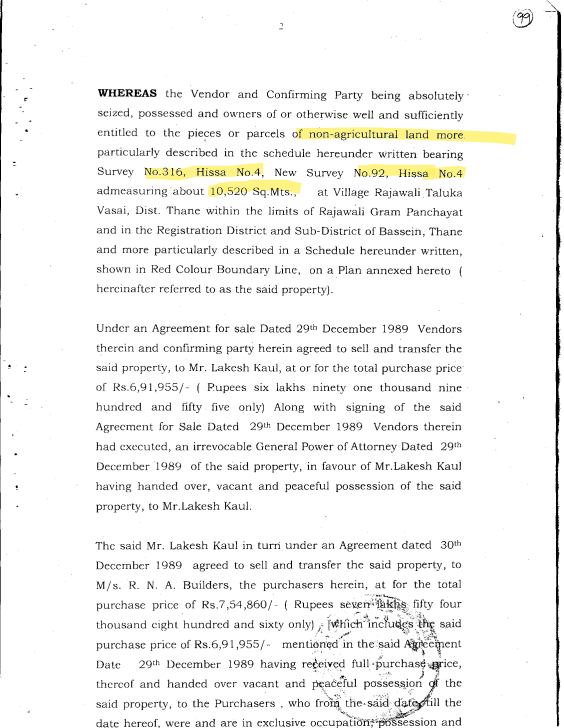 2
99
WHEREAS the Vendor and Confirming Party being absolutely
seized, possessed and owners of or otherwise well and sufficiently
entitled to the pieces or parcels of non-agricultural land more
particularly described in the schedule hereunder written bearing
Survey No.316, Hissa No.4, New Survey No.92, Hissa No.4
admeasuring about 10,520 Sq.Mts., at Village Rajawali Taluka
Vasai, Dist. Thane within the limits of Rajawali Gram Panchayat
and in the Registration District and Sub-District of Bassein, Thane
and more particularly described in a Schedule hereunder written,
shown in Red Colour Boundary Line, on a Plan annexed hereto (
hereinafter referred to as the said property).
Under an Agreement for sale Dated 29th December 1989 Vendors
therein and confirming party herein agreed to sell and transfer the
said property, to Mr. Lakesh Kaul, at or for the total purchase price
of Rs.6,91,955/- ( Rupees six lakhs ninety one thousand nine
hundred and fifty five only) Along with signing of the said
Agreement for Sale Dated 29th December 1989 Vendors therein
had executed, an irrevocable General Power of Attorney Dated 29th
December 1989 of the said property, in favour of Mr.Lakesh Kaul
having handed over, vacant and peaceful possession of the said
property, to Mr.Lakesh Kaul.
The said Mr. Lakesh Kaul in turn under an Agreement dated 30th
December 1989 agreed to sell and transfer the said property, to
M/s. R. N. A. Builders, the purchasers herein, at for the total
purchase price of Rs.7,54,860/- ( Rupees seven lakhs fifty four
thousand eight hundred and sixty only) , [which includes the said
purchase price of Rs.6,91,955/- mentioned in the said Agreement
Date 29th December 1989 having received full purchase price,
thereof and handed over vacant and peaceful possession of the
said property, to the Purchasers , who from the said date till the
date hereof, were and are in exclusive occupation, possession and